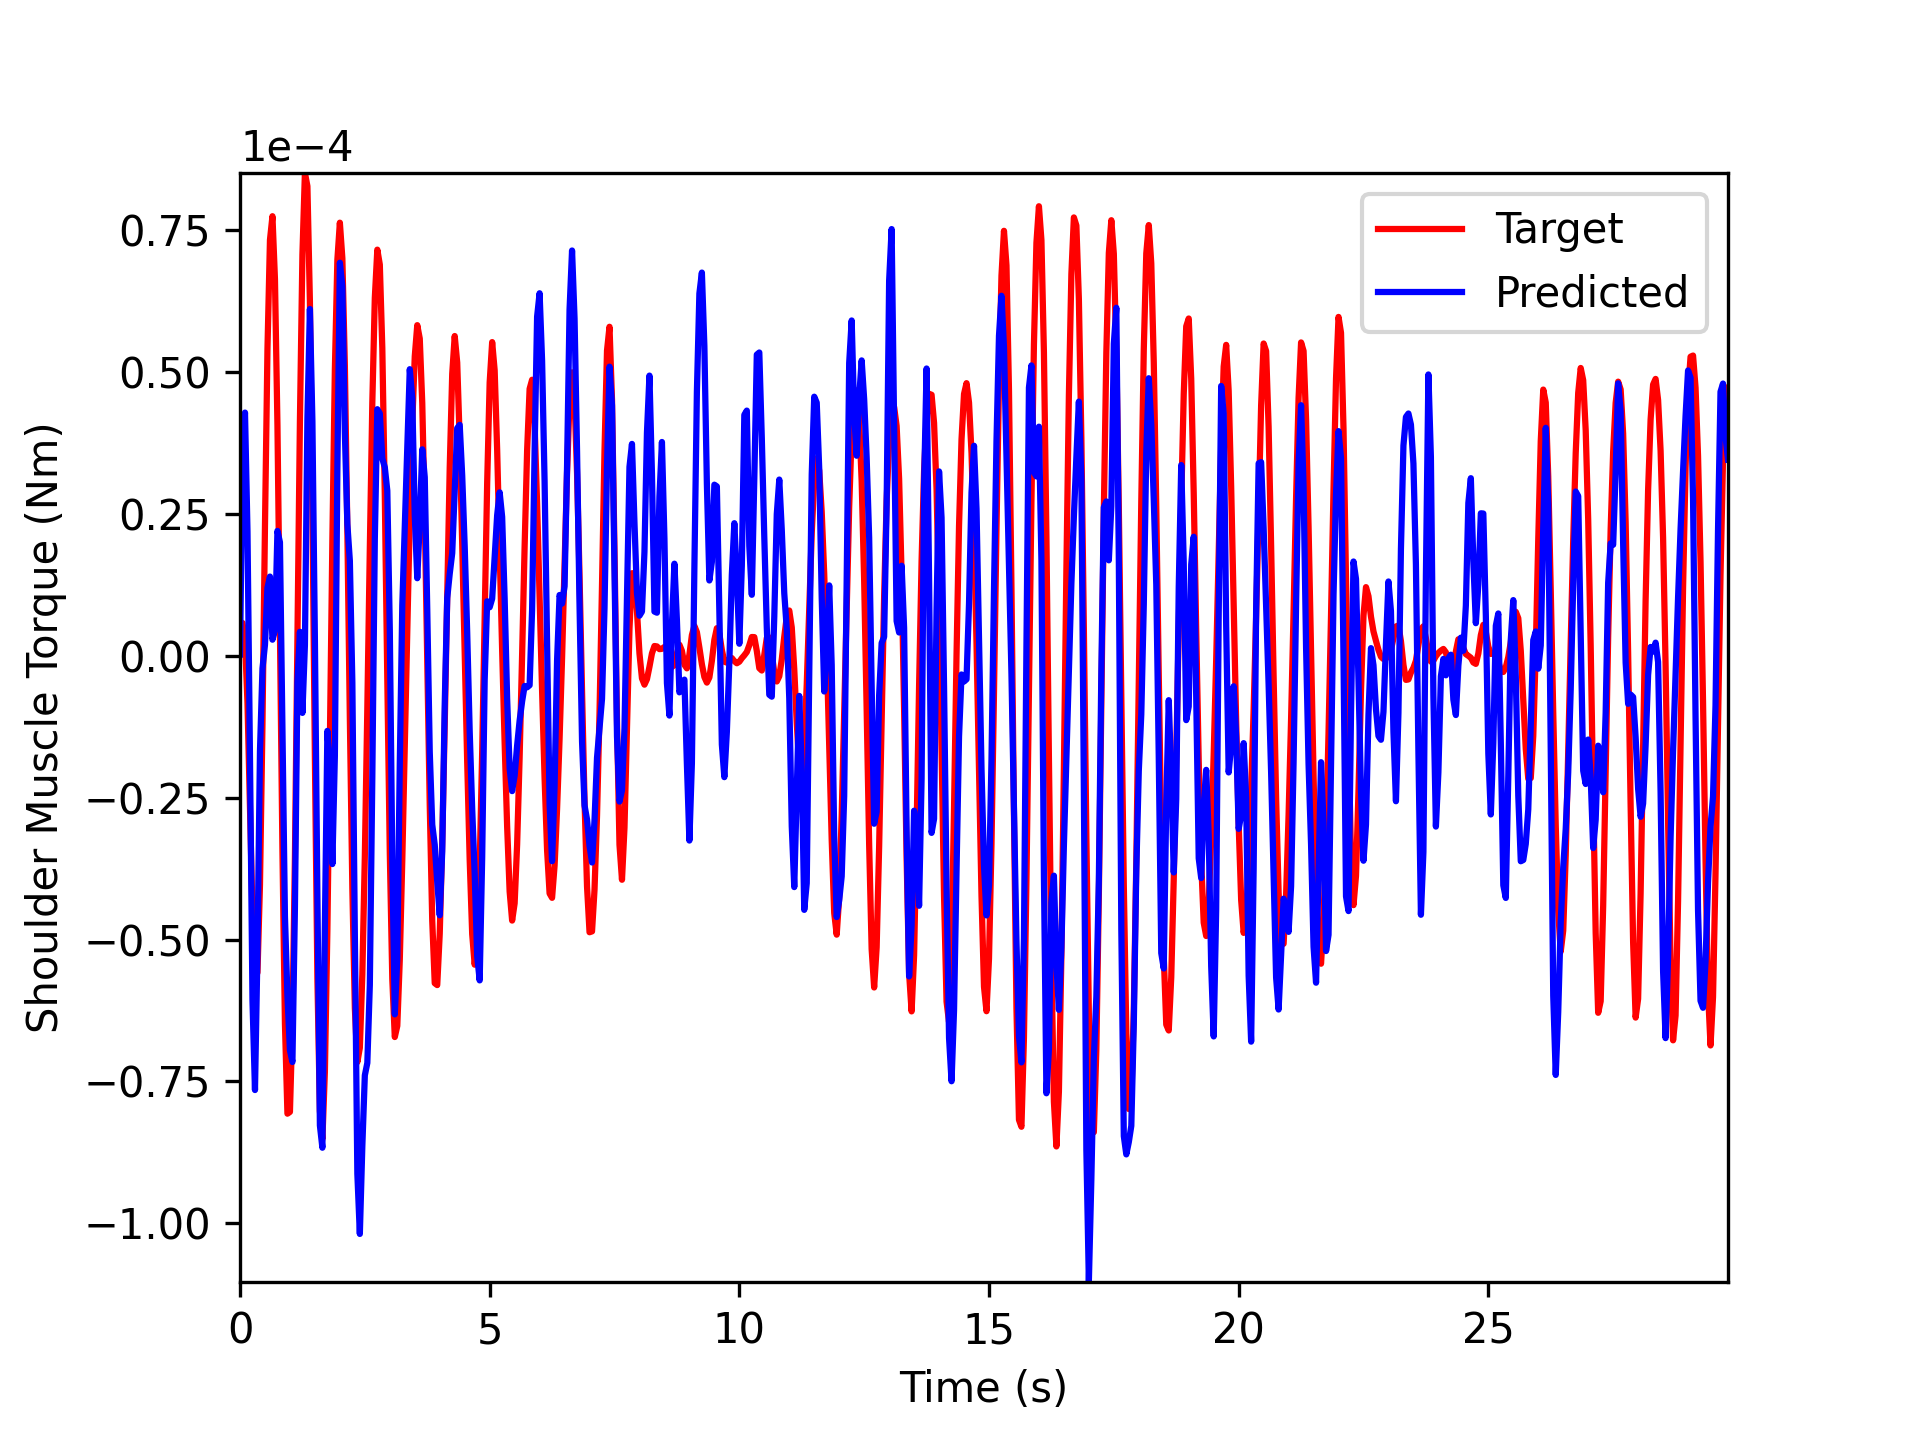 1e−4
0.75
0.50
0.25
0.00
−0.25
−0.50
−0.75
−1.00
Shoulder Muscle Torque (Nm)
Target
Predicted
0 5 10 15 20 25
Time (s)